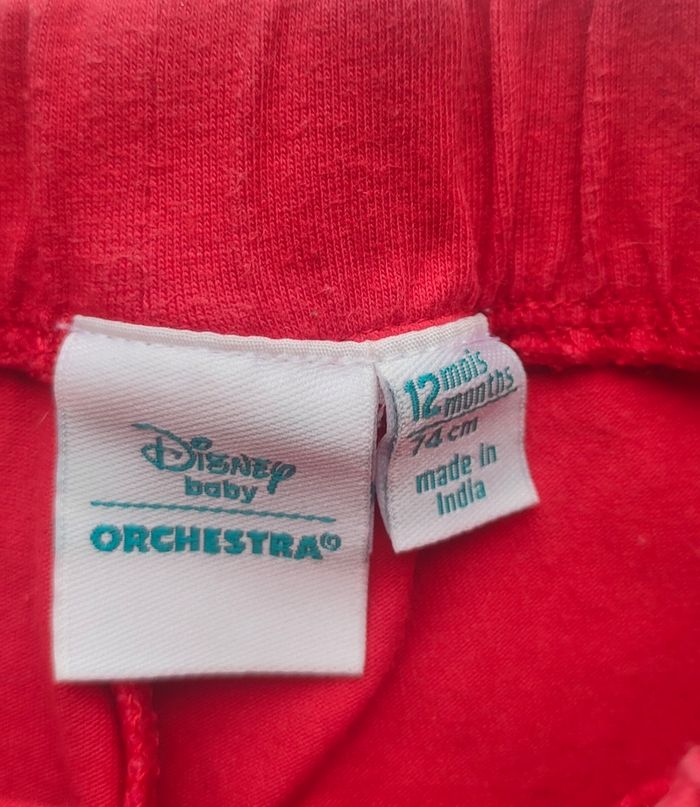 Disney
baby
ORCHESTRA®
12 mois
months
74 cm
made in
India